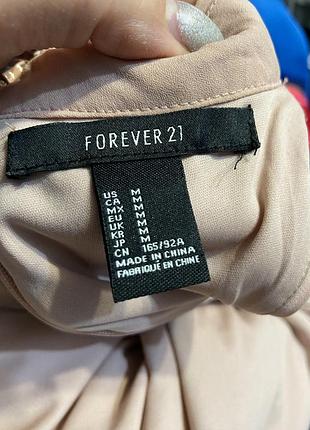 FOREVER 21
US M
CA M
MX M
EU M
UK M
KR M
JP M
CN 165/92A
MADE IN CHINA
FABRIQUÉ EN CHINE